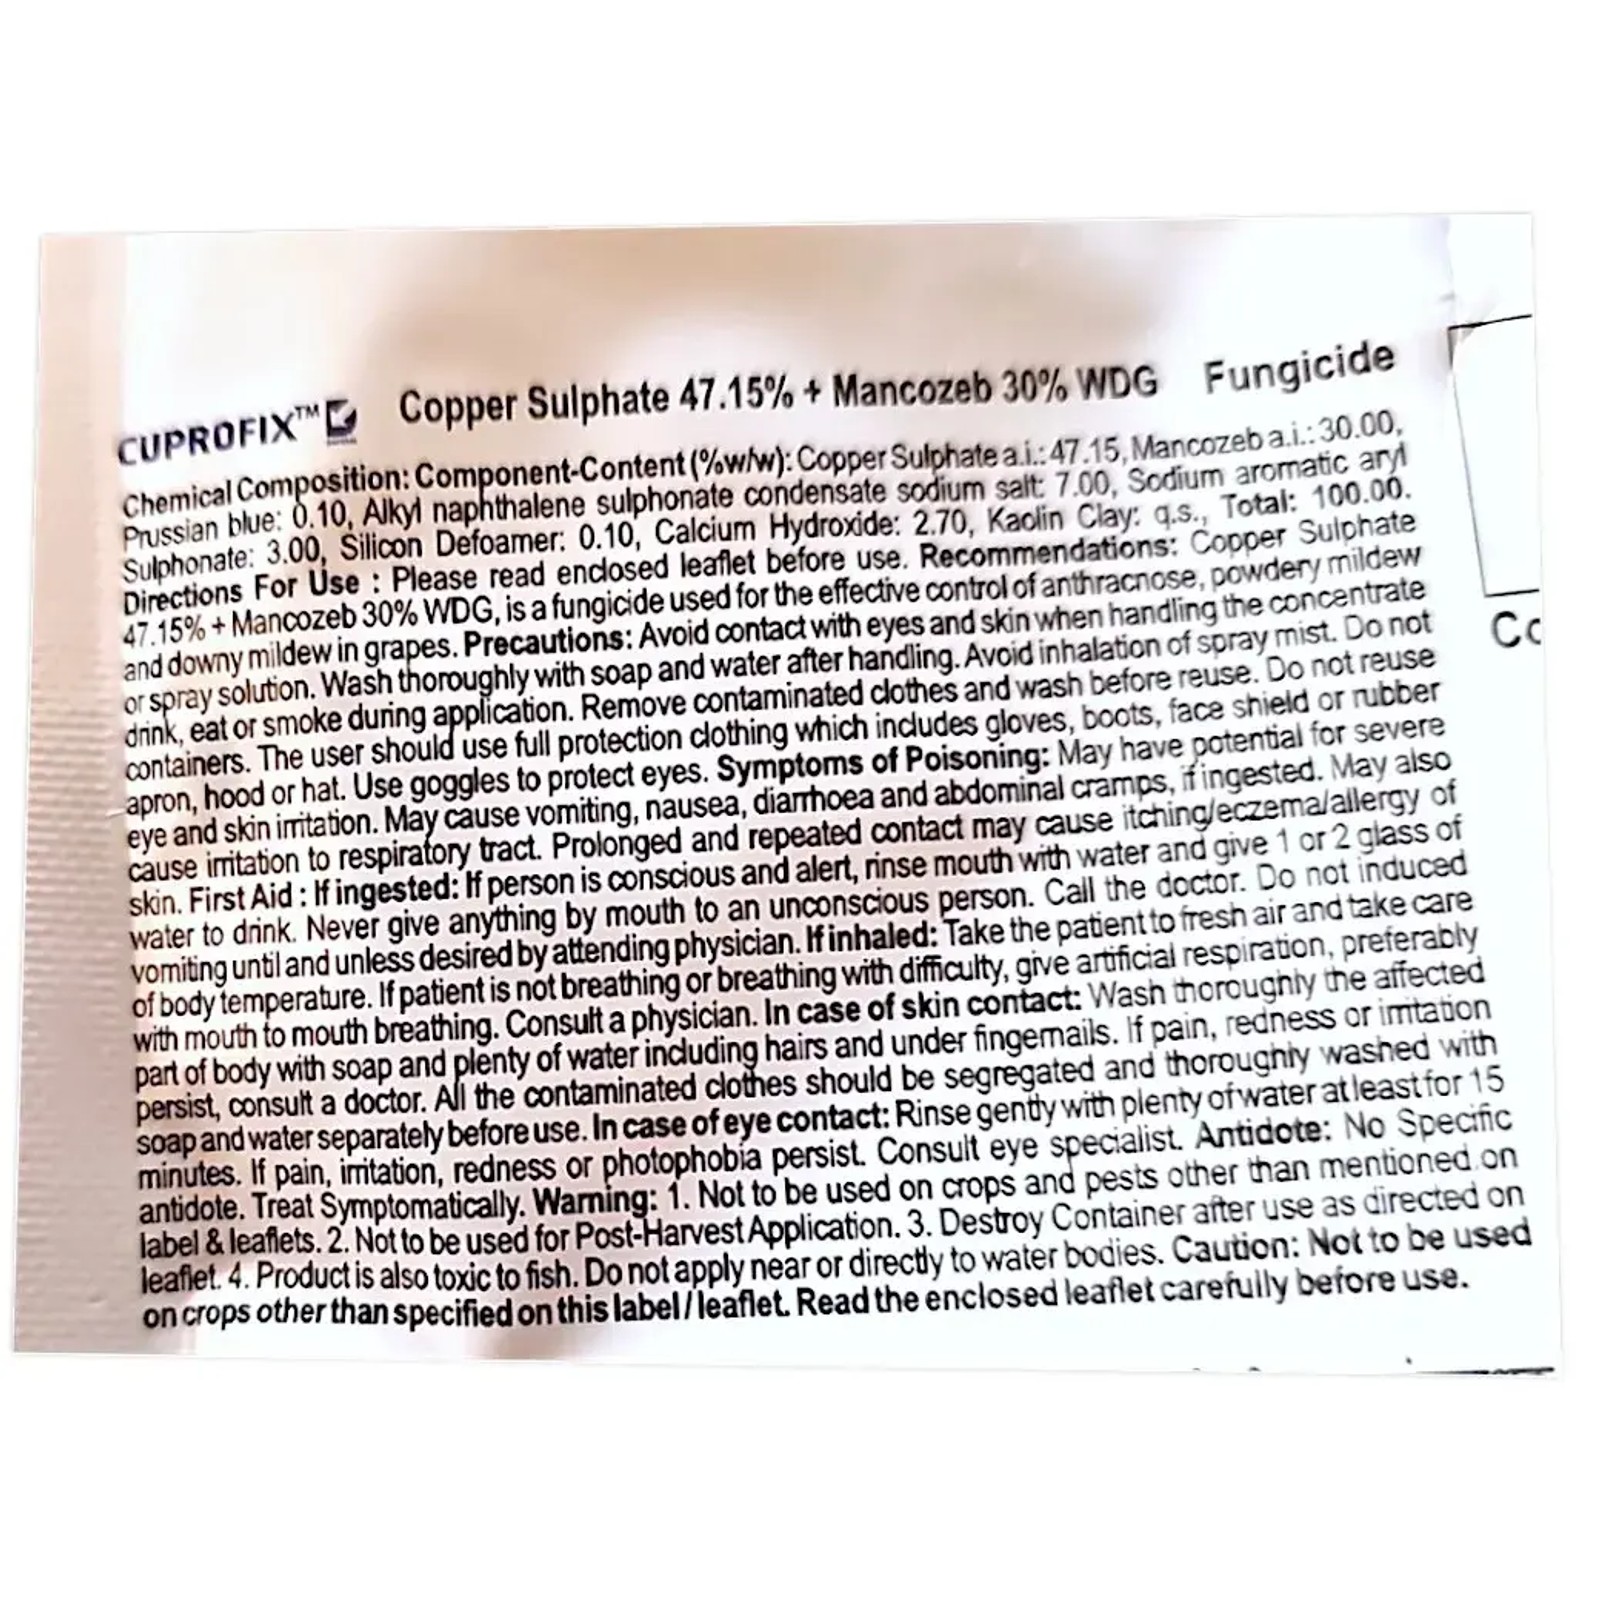 CUPROFIX™ Copper Sulphate 47.15% + Mancozeb 30% WDG Fungicide
Chemical Composition: Component-Content (%w/w): Copper Sulphate a.i.: 47.15, Mancozeb a.i.: 30.00,
Prussian blue: 0.10, Alkyl naphthalene sulphonate condensate sodium salt: 7.00, Sodium aromatic aryl
Sulphonate: 3.00, Silicon Defoamer: 0.10, Calcium Hydroxide: 2.70, Kaolin Clay: q.s., Total: 100.00.
Directions For Use : Please read enclosed leaflet before use. Recommendations: Copper Sulphate
47.15% + Mancozeb 30% WDG, is a fungicide used for the effective control of anthracnose, powdery mildew
and downy mildew in grapes. Precautions: Avoid contact with eyes and skin when handling the concentrate
or spray solution. Wash thoroughly with soap and water after handling. Avoid inhalation of spray mist. Do not
drink, eat or smoke during application. Remove contaminated clothes and wash before reuse. Do not reuse
containers. The user should use full protection clothing which includes gloves, boots, face shield or rubber
apron, hood or hat. Use goggles to protect eyes. Symptoms of Poisoning: May have potential for severe
eye and skin irritation. May cause vomiting, nausea, diarrhoea and abdominal cramps, if ingested. May also
cause irritation to respiratory tract. Prolonged and repeated contact may cause itching/eczema/allergy of
skin. First Aid : If ingested: If person is conscious and alert, rinse mouth with water and give 1 or 2 glass of
water to drink. Never give anything by mouth to an unconscious person. Call the doctor. Do not induced
vomiting until and unless desired by attending physician. If inhaled: Take the patient to fresh air and take care
of body temperature. If patient is not breathing or breathing with difficulty, give artificial respiration, preferably
with mouth to mouth breathing. Consult a physician. In case of skin contact: Wash thoroughly the affected
part of body with soap and plenty of water including hairs and under fingernails. If pain, redness or irritation
persist, consult a doctor. All the contaminated clothes should be segregated and thoroughly washed with
soap and water separately before use. In case of eye contact: Rinse gently with plenty of water at least for 15
minutes. If pain, irritation, redness or photophobia persist. Consult eye specialist. Antidote: No Specific
antidote. Treat Symptomatically. Warning: 1. Not to be used on crops and pests other than mentioned on
label & leaflets. 2. Not to be used for Post-Harvest Application. 3. Destroy Container after use as directed on
leaflet. 4. Product is also toxic to fish. Do not apply near or directly to water bodies. Caution: Not to be used
on crops other than specified on this label / leaflet. Read the enclosed leaflet carefully before use.